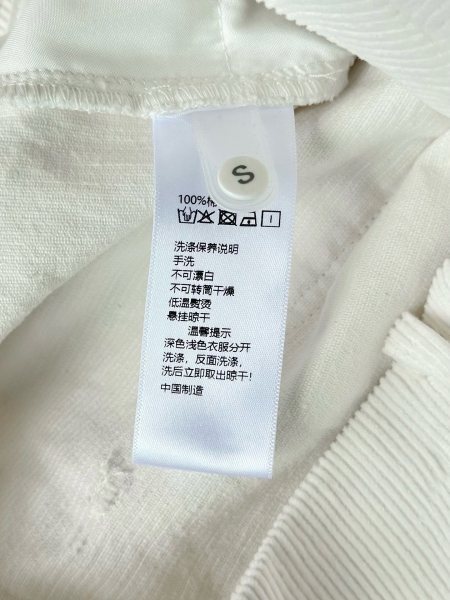 S
100%棉
洗涤保养说明
手洗
不可漂白
不可转筒干燥
低温熨烫
悬挂晾干
温馨提示
深色浅色衣服分开
洗涤，反面洗涤，
洗后立即取出晾干！
中国制造